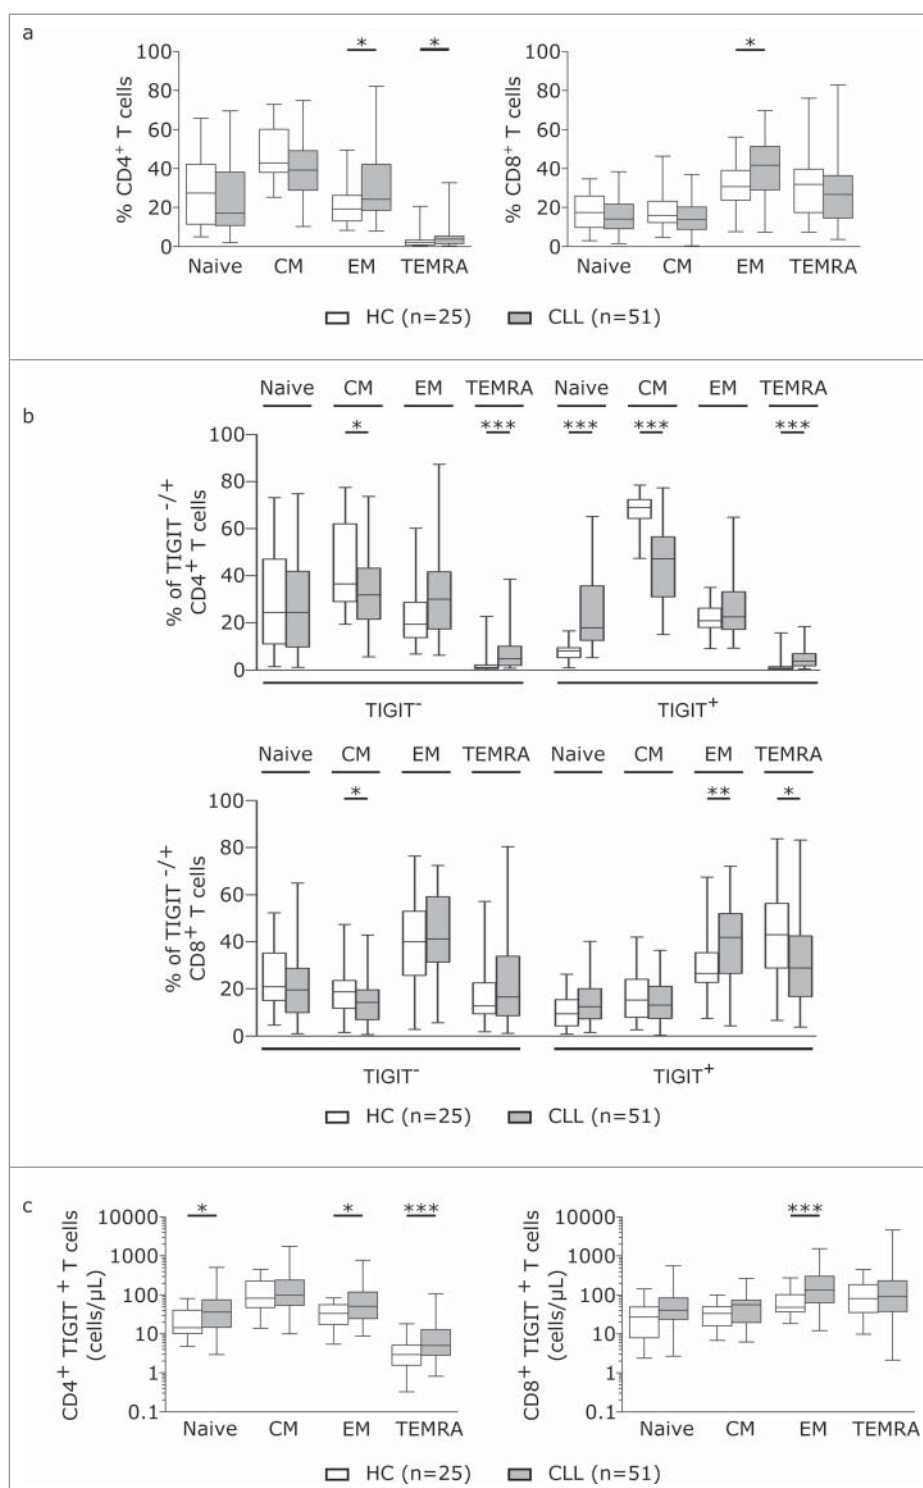 a
* *
100
80
60
40
20
0
% CD4+ T cells
Naive CM EM TEMRA
*
100
80
60
40
20
0
% CD8+ T cells
Naive CM EM TEMRA
HC (n=25) CLL (n=51)
b
Naive CM EM TEMRA Naive CM EM TEMRA
* *** *** *** ***
100
80
60
40
20
0
% of TIGIT -/+
CD4+ T cells
TIGIT- TIGIT+
Naive CM EM TEMRA Naive CM EM TEMRA
* ** *
100
80
60
40
20
0
% of TIGIT -/+
CD8+ T cells
TIGIT- TIGIT+
HC (n=25) CLL (n=51)
c
* * ***
10000
1000
100
10
1
0.1
CD4+ TIGIT + T cells
(cells/µL)
Naive CM EM TEMRA
***
10000
1000
100
10
1
0.1
CD8+ TIGIT + T cells
(cells/µL)
Naive CM EM TEMRA
HC (n=25) CLL (n=51)